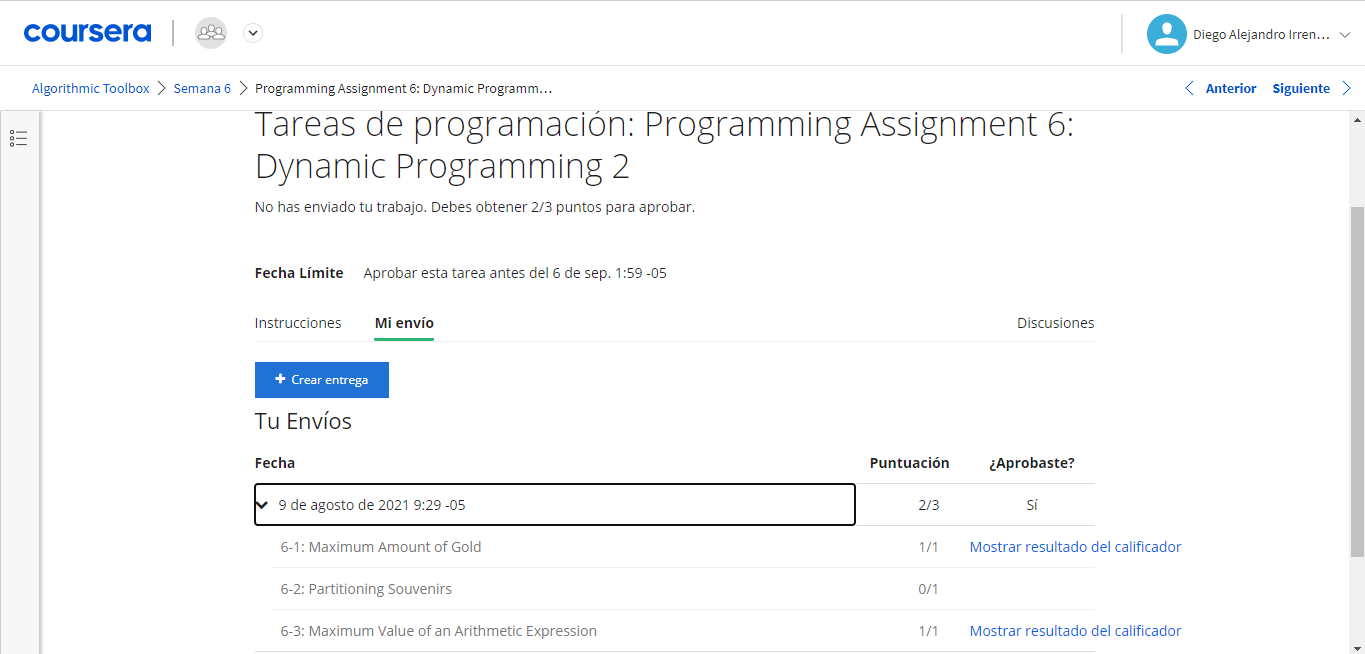 coursera
Diego Alejandro Irren...
Algorithmic Toolbox > Semana 6 > Programming Assignment 6: Dynamic Programm...
Anterior Siguiente
Tareas de programación: Programming Assignment 6:
Dynamic Programming 2
No has enviado tu trabajo. Debes obtener 2/3 puntos para aprobar.
Fecha Límite Aprobar esta tarea antes del 6 de sep. 1:59 -05
Instrucciones Mi envío Discusiones
+ Crear entrega
Tu Envíos
Fecha Puntuación ¿Aprobaste?
9 de agosto de 2021 9:29 -05 2/3 Sí
6-1: Maximum Amount of Gold 1/1 Mostrar resultado del calificador
6-2: Partitioning Souvenirs 0/1
6-3: Maximum Value of an Arithmetic Expression 1/1 Mostrar resultado del calificador